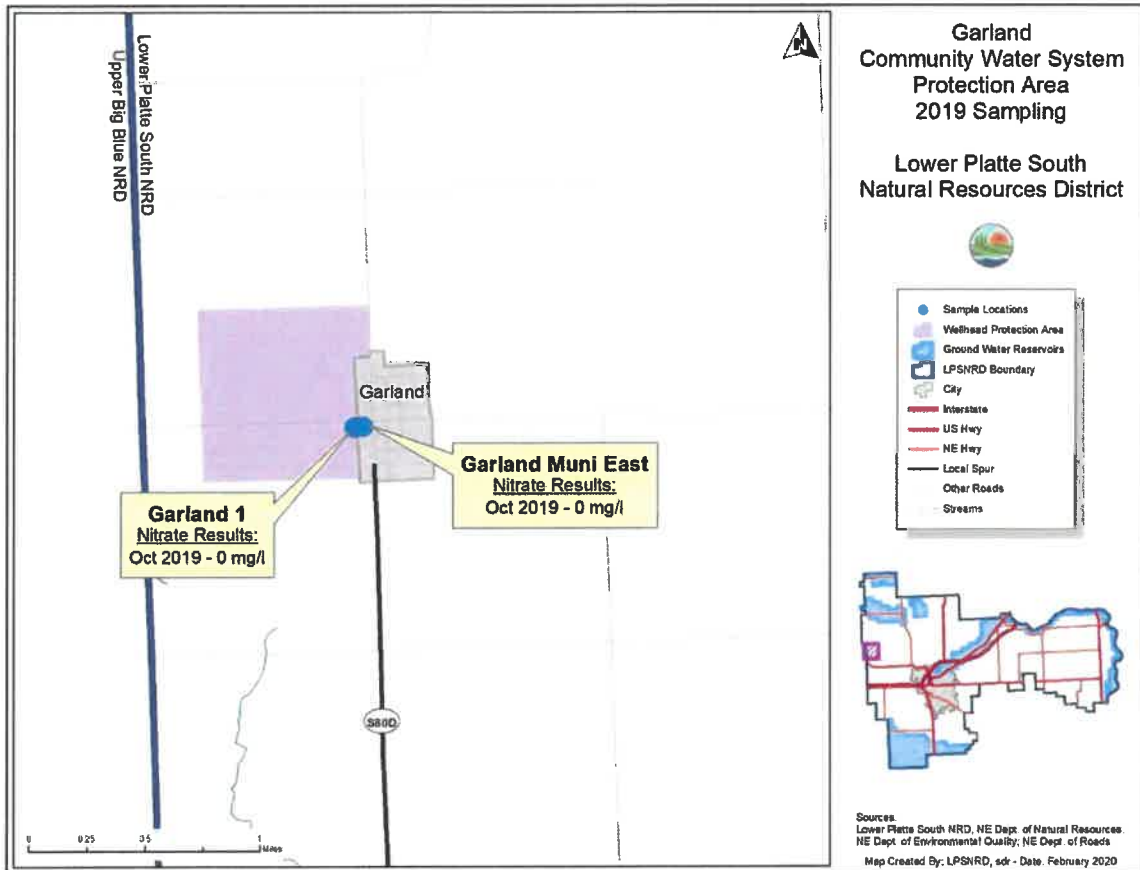 Lower Platte South NRD
Upper Big Blue NRD
N
Garland
Garland 1
Nitrate Results:
Oct 2019 - 0 mg/l
Garland Muni East
Nitrate Results:
Oct 2019 - 0 mg/l
S80D
0 0.25 0.5 1
Miles
Garland
Community Water System
Protection Area
2019 Sampling
Lower Platte South
Natural Resources District
Sample Locations
Wellhead Protection Area
Ground Water Reservoirs
LPSNRD Boundary
City
Interstate
US Hwy
NE Hwy
Local Spur
Other Roads
Streams
Sources.
Lower Platte South NRD, NE Dept. of Natural Resources.
NE Dept. of Environmental Quality; NE Dept. of Roads
Map Created By: LPSNRD, sdr - Date: February 2020